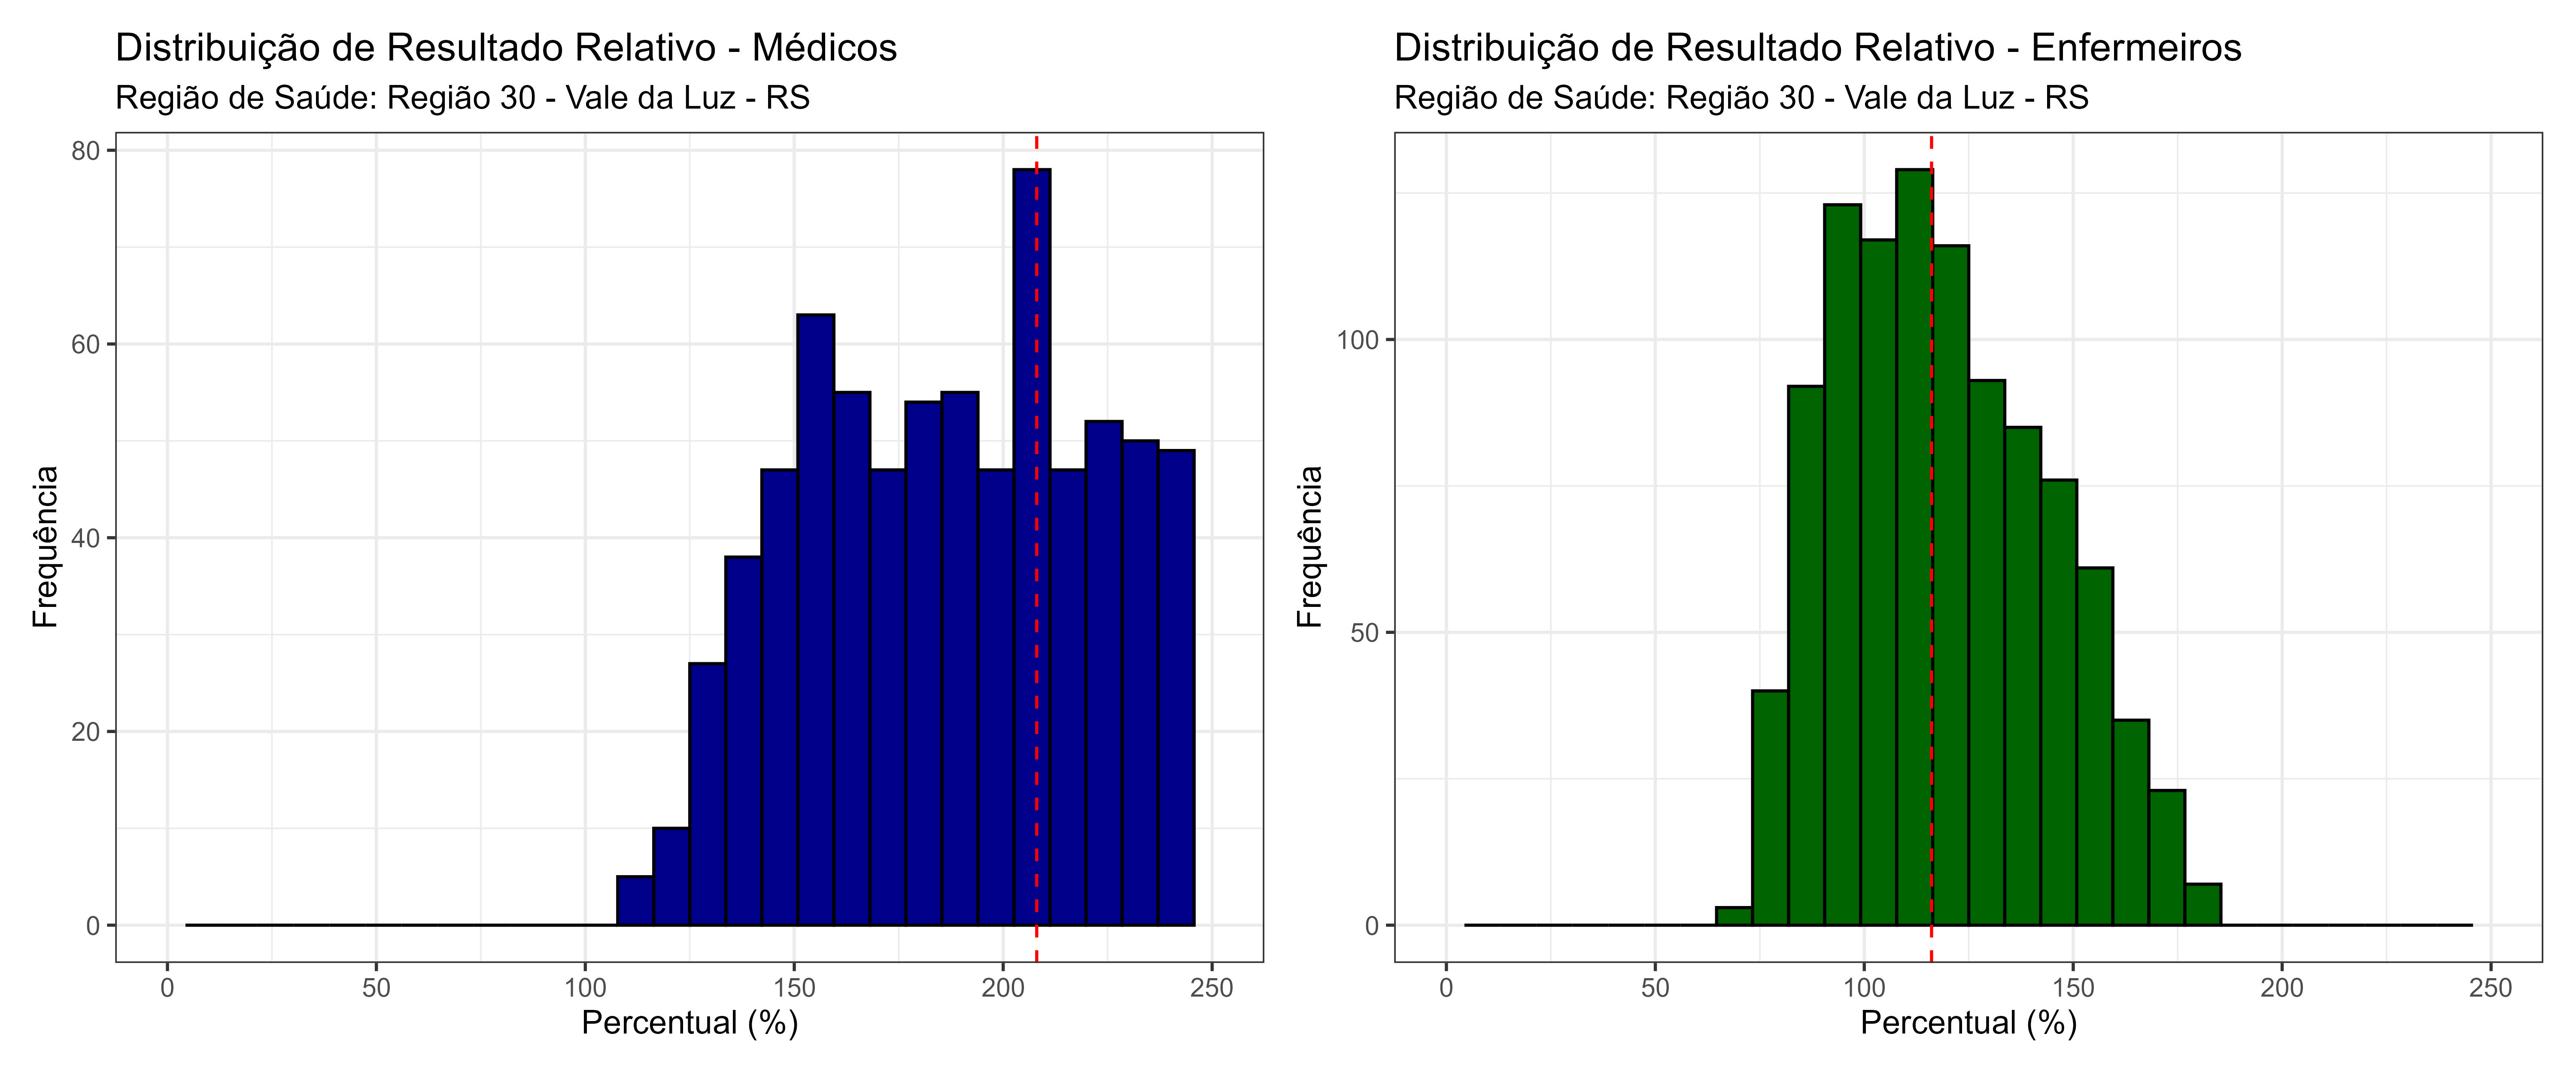 Distribuição de Resultado Relativo - Médicos
Região de Saúde: Região 30 - Vale da Luz - RS
80
60
40
20
0
Frequência
0 50 100 150 200 250
Percentual (%)
Distribuição de Resultado Relativo - Enfermeiros
Região de Saúde: Região 30 - Vale da Luz - RS
100
50
0
Frequência
0 50 100 150 200 250
Percentual (%)